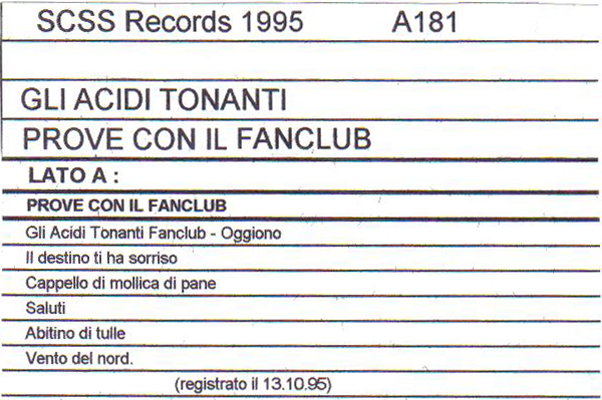 SCSS Records 1995 A181
GLI ACIDI TONANTI
PROVE CON IL FANCLUB
LATO A :
PROVE CON IL FANCLUB
Gli Acidi Tonanti Fanclub - Oggiono
Il destino ti ha sorriso
Cappello di mollica di pane
Saluti
Abitino di tulle
Vento del nord.
(registrato il 13.10.95)